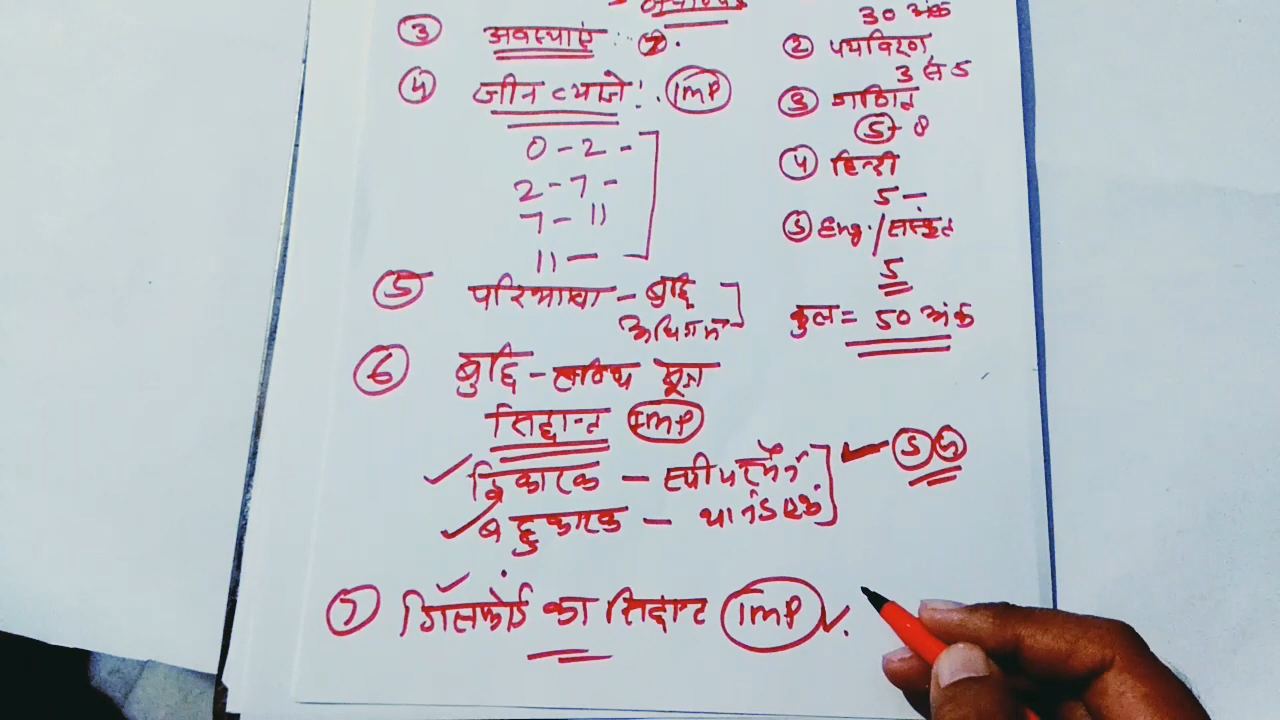 ③ अवस्थाएं :
④ जीन प्याजे ! . IMP
0 - 2 -
2 - 7 -
7 - 11
11 -
⑤ परिभाषा - बुद्धि
अधिगम
⑥ बुद्धि - लब्धि सूत्र
सिद्धान्त IMP
द्विकारक - स्पीयरमैन
बहुकारक - थार्नडाइक
⑦ गिलफोर्ड का सिद्धान्त IMP
30 अंक
② पर्यावरण
3 से 5
③ गणित
5 - 8
④ हिन्दी
5 -
⑤ Eng. / संस्कृत
5
कुल = 50 अंक